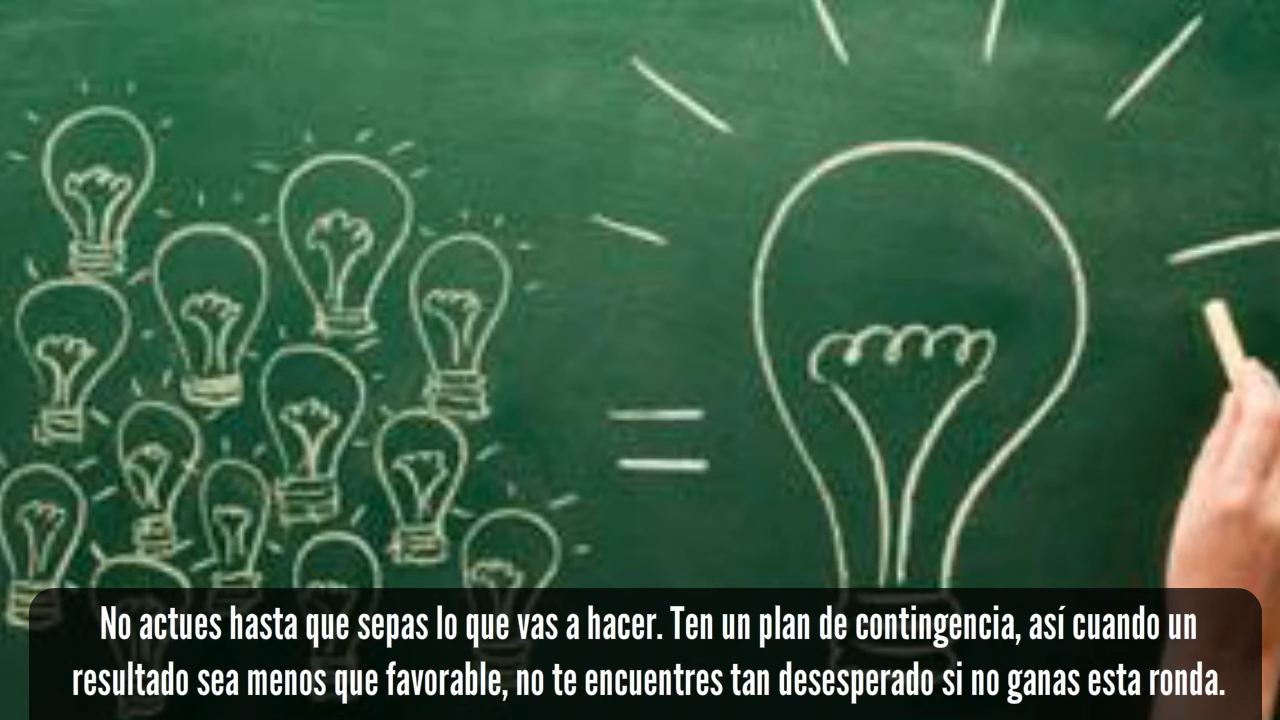 No actues hasta que sepas lo que vas a hacer. Ten un plan de contingencia, así cuando un
resultado sea menos que favorable, no te encuentres tan desesperado si no ganas esta ronda.